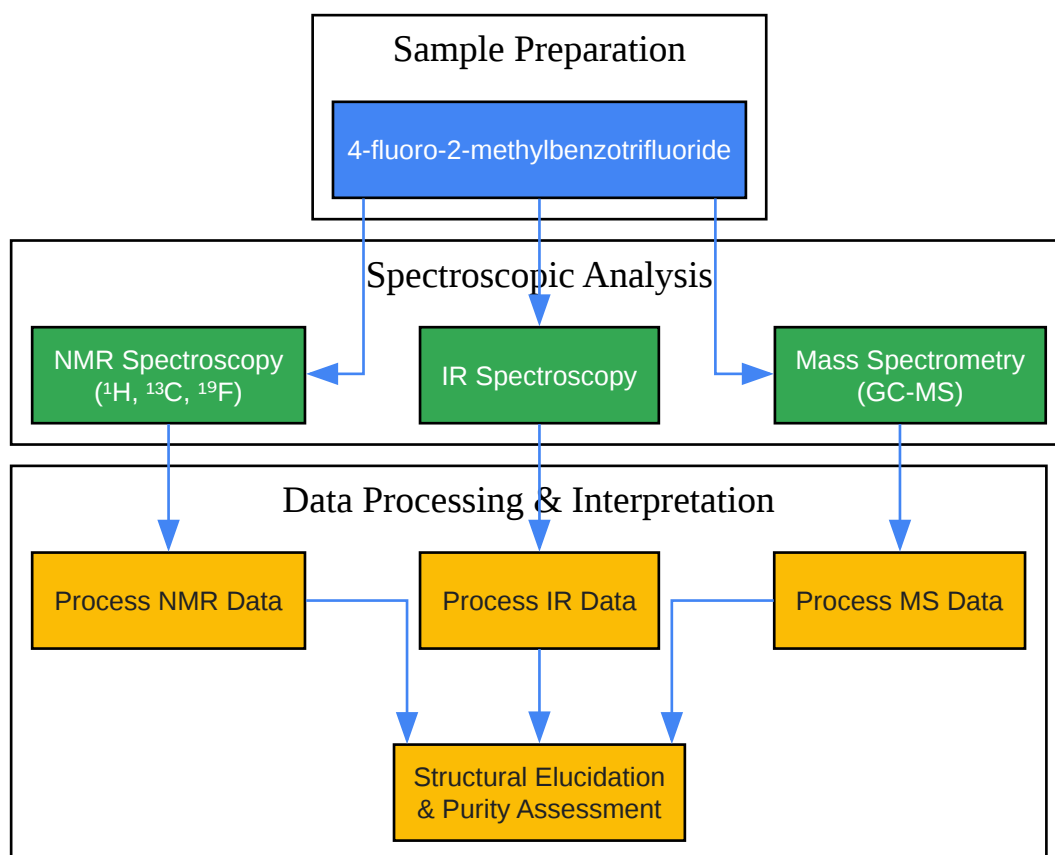 Sample Preparation
4-fluoro-2-methylbenzotrifluoride
Spectroscopic Analysis
NMR Spectroscopy
(¹H, ¹³C, ¹⁹F)
IR Spectroscopy
Mass Spectrometry
(GC-MS)
Data Processing & Interpretation
Process NMR Data
Process IR Data
Process MS Data
Structural Elucidation
& Purity Assessment